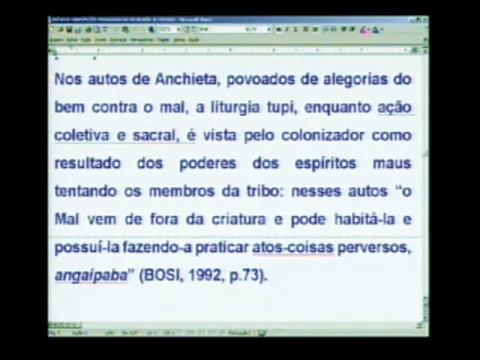 Nos autos de Anchieta, povoados de alegorias do
bem contra o mal, a liturgia tupi, enquanto ação
coletiva e sacral, é vista pelo colonizador como
resultado dos poderes dos espíritos maus
tentando os membros da tribo: nesses autos “o
Mal vem de fora da criatura e pode habitá-la e
possuí-la fazendo-a praticar atos-coisas perversos,
angaipaba” (BOSI, 1992, p.73).